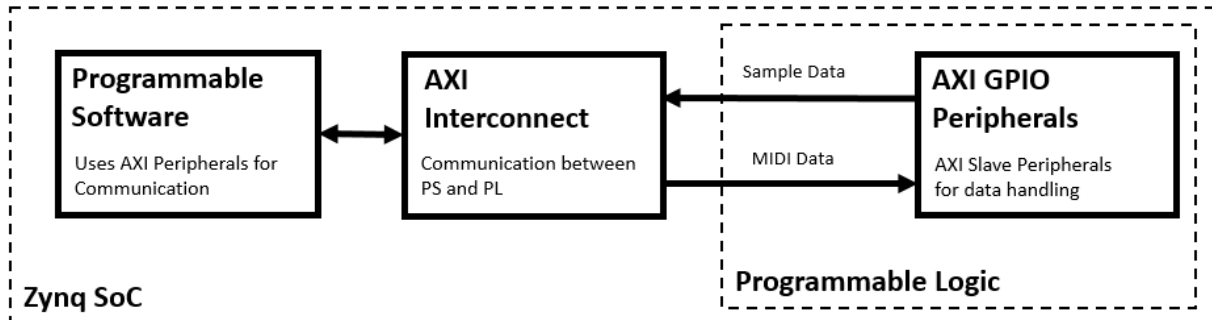 Programmable
Software
Uses AXI Peripherals for
Communication
AXI
Interconnect
Communication between
PS and PL
Sample Data
MIDI Data
AXI GPIO
Peripherals
AXI Slave Peripherals
for data handling
Programmable Logic
Zynq SoC